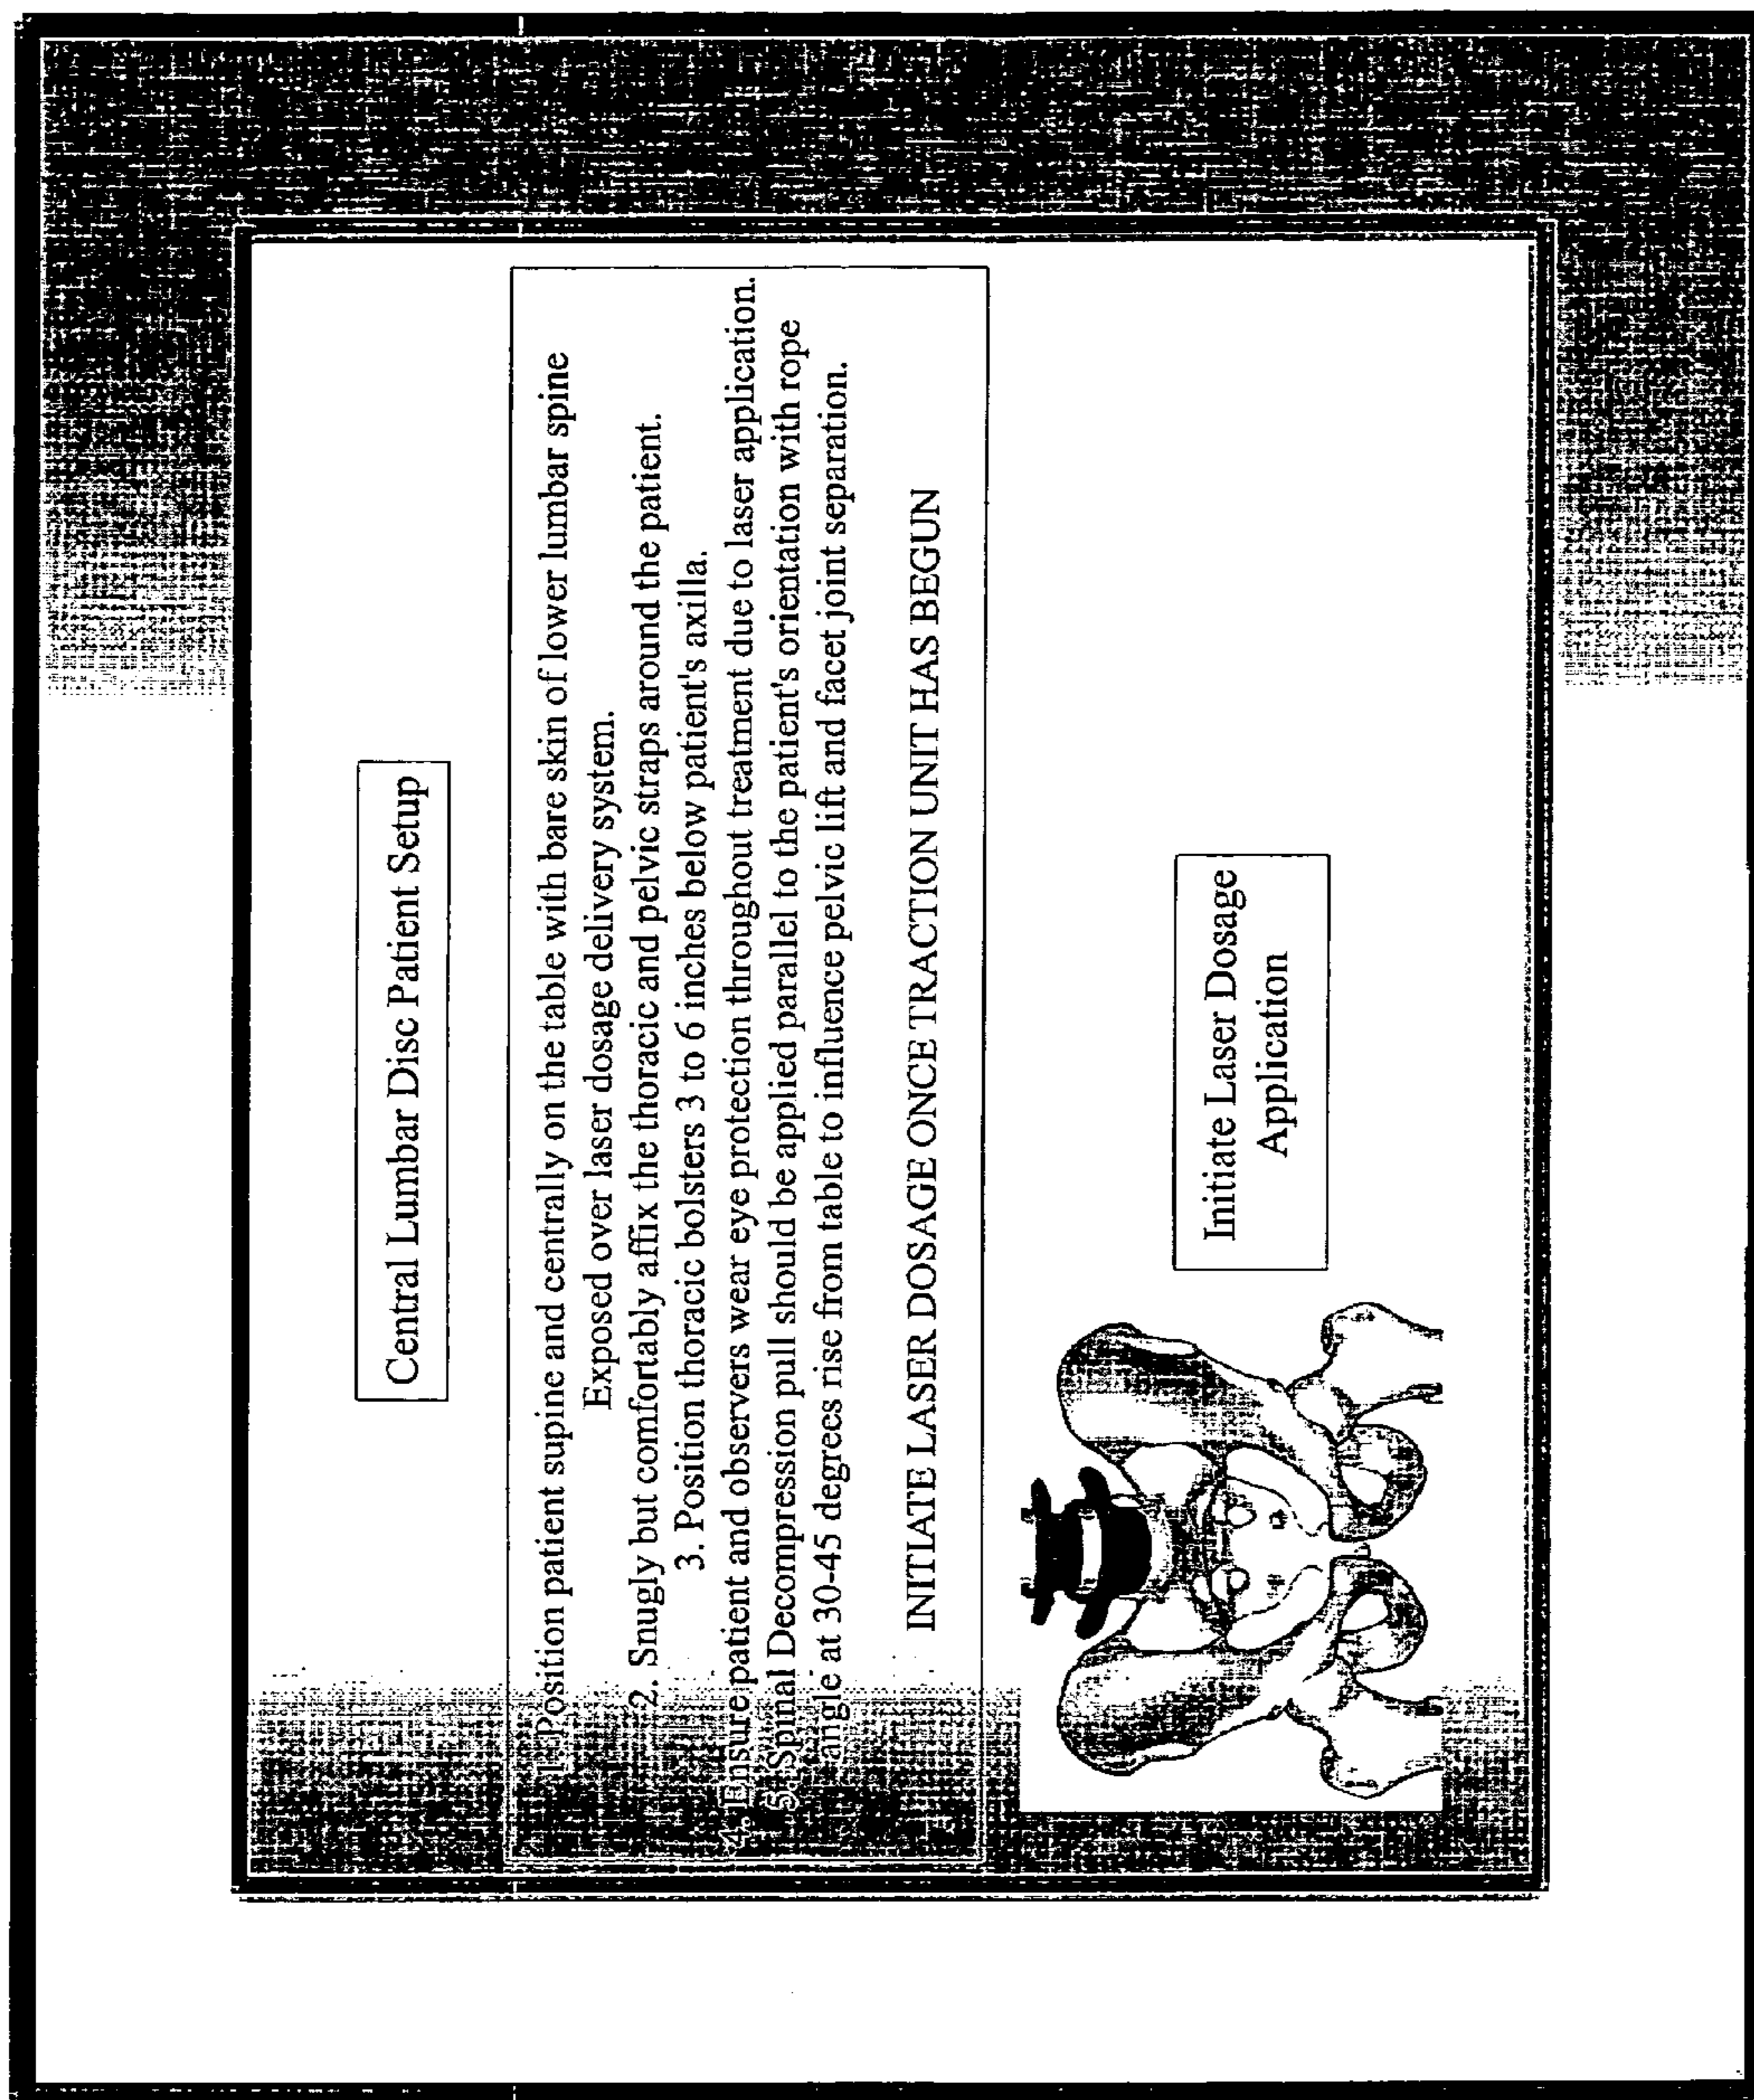 Central Lumbar Disc Patient Setup
1. Position patient supine and centrally on the table with bare skin of lower lumbar spine
Exposed over laser dosage delivery system.
2. Snugly but comfortably affix the thoracic and pelvic straps around the patient.
3. Position thoracic bolsters 3 to 6 inches below patient's axilla.
4. Ensure patient and observers wear eye protection throughout treatment due to laser application.
5. Spinal Decompression pull should be applied parallel to the patient's orientation with rope
angle at 30-45 degrees rise from table to influence pelvic lift and facet joint separation.
INITIATE LASER DOSAGE ONCE TRACTION UNIT HAS BEGUN
Initiate Laser Dosage
Application